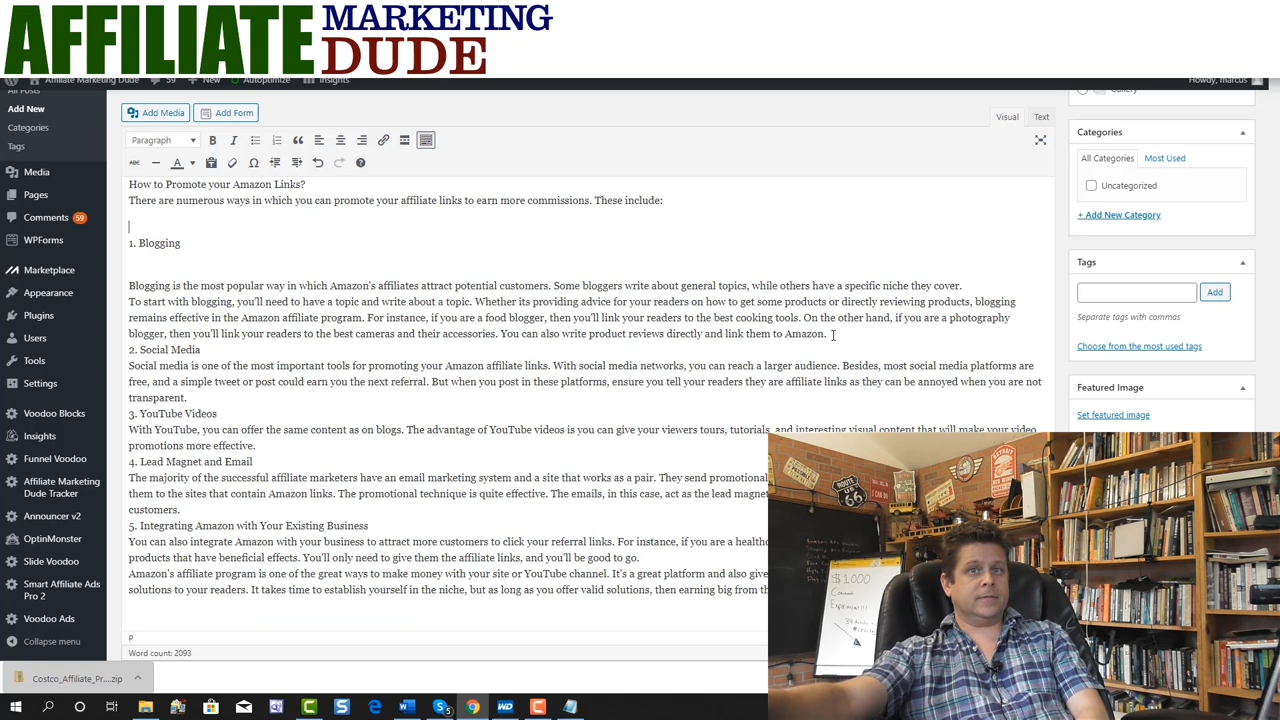 AFFILIATE MARKETING DUDE
Affiliate Marketing Dude 59 New Autoptimize Insights Howdy, marcus
All Posts
Add New
Categories
Tags
Media
Pages
Comments 59
WPForms
Marketplace
Appearance
Plugins
Users
Tools
Settings
Voodoo Blocks
Insights
Funnel Voodoo
Affiliate Marketing
Dude Tracker
Announcer v2
OptinMonster
Slide Voodoo
Smart Affiliate Ads
Pro 2
Voodoo Ads
Collapse menu
Add Media Add Form
Visual Text
Paragraph
How to Promote your Amazon Links?
There are numerous ways in which you can promote your affiliate links to earn more commissions. These include:
1. Blogging
Blogging is the most popular way in which Amazon's affiliates attract potential customers. Some bloggers write about general topics, while others have a specific niche they cover.
To start with blogging, you'll need to have a topic and write about a topic. Whether its providing advice for your readers on how to get some products or directly reviewing products, blogging
remains effective in the Amazon affiliate program. For instance, if you are a food blogger, then you'll link your readers to the best cooking tools. On the other hand, if you are a photography
blogger, then you'll link your readers to the best cameras and their accessories. You can also write product reviews directly and link them to Amazon.
2. Social Media
Social media is one of the most important tools for promoting your Amazon affiliate links. With social media networks, you can reach a larger audience. Besides, most social media platforms are
free, and a simple tweet or post could earn you the next referral. But when you post in these platforms, ensure you tell your readers they are affiliate links as they can be annoyed when you are not
transparent.
3. YouTube Videos
With YouTube, you can offer the same content as on blogs. The advantage of YouTube videos is you can give your viewers tours, tutorials, and interesting visual content that will make your video
promotions more effective.
4. Lead Magnet and Email
The majority of the successful affiliate marketers have an email marketing system and a site that works as a pair. They send promotional
them to the sites that contain Amazon links. The promotional technique is quite effective. The emails, in this case, act as the lead magnet
customers.
5. Integrating Amazon with Your Existing Business
You can also integrate Amazon with your business to attract more customers to click your referral links. For instance, if you are a healthc
products that have beneficial effects. You'll only need to give them the affiliate links, and you'll be good to go.
Amazon's affiliate program is one of the great ways to make money with your site or YouTube channel. It's a great platform and also give
solutions to your readers. It takes time to establish yourself in the niche, but as long as you offer valid solutions, then earning big from th
P
Word count: 2093
Gallery
Categories
All Categories Most Used
Uncategorized
+ Add New Category
Tags
Add
Separate tags with commas
Choose from the most used tags
Featured Image
Set featured image
ROUTE
US
66
DETROIT
$1000
Costco_Affiliate_Pr....zip